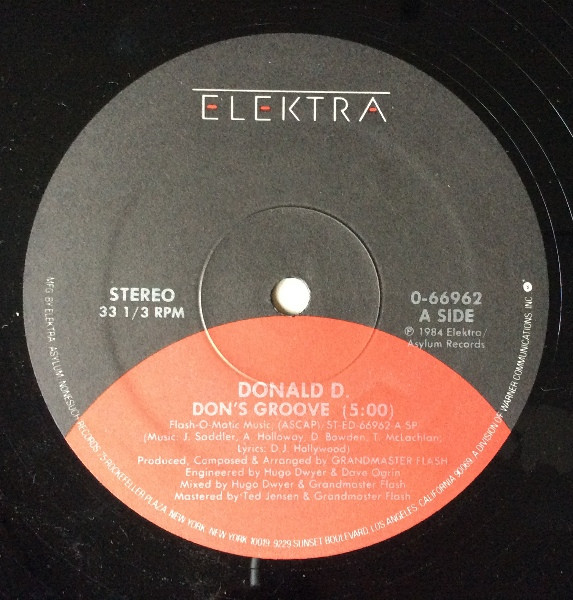 ELEKTRA
STEREO
33 1/3 RPM
0-66962
A SIDE
℗ 1984 Elektra/
Asylum Records
DONALD D.
DON'S GROOVE (5:00)
Flash-O Matic Music; (ASCAP) ST-ED-66962-A-SP
(Music: J. Saddler, A. Holloway, D. Bowden, T. McLachlan;
Lyrics: D.J. Hallywood)
Produced, Composed & Arranged by GRANDMASTER FLASH
Engineered by Hugo Dwyer & Dave Ogrin
Mixed by Hugo Dwyer & Grandmaster Flash
Mastered by Ted Jensen & Grandmaster Flash
MFG. BY ELEKTRA ASYLUM NONESUCH RECORDS, 75 ROCKEFELLER PLAZA, NEW YORK, NEW YORK 10019. 9229 SUNSET BOULEVARD, LOS ANGELES, CALIFORNIA 90069. A DIVISION OF WARNER COMMUNICATIONS, INC.